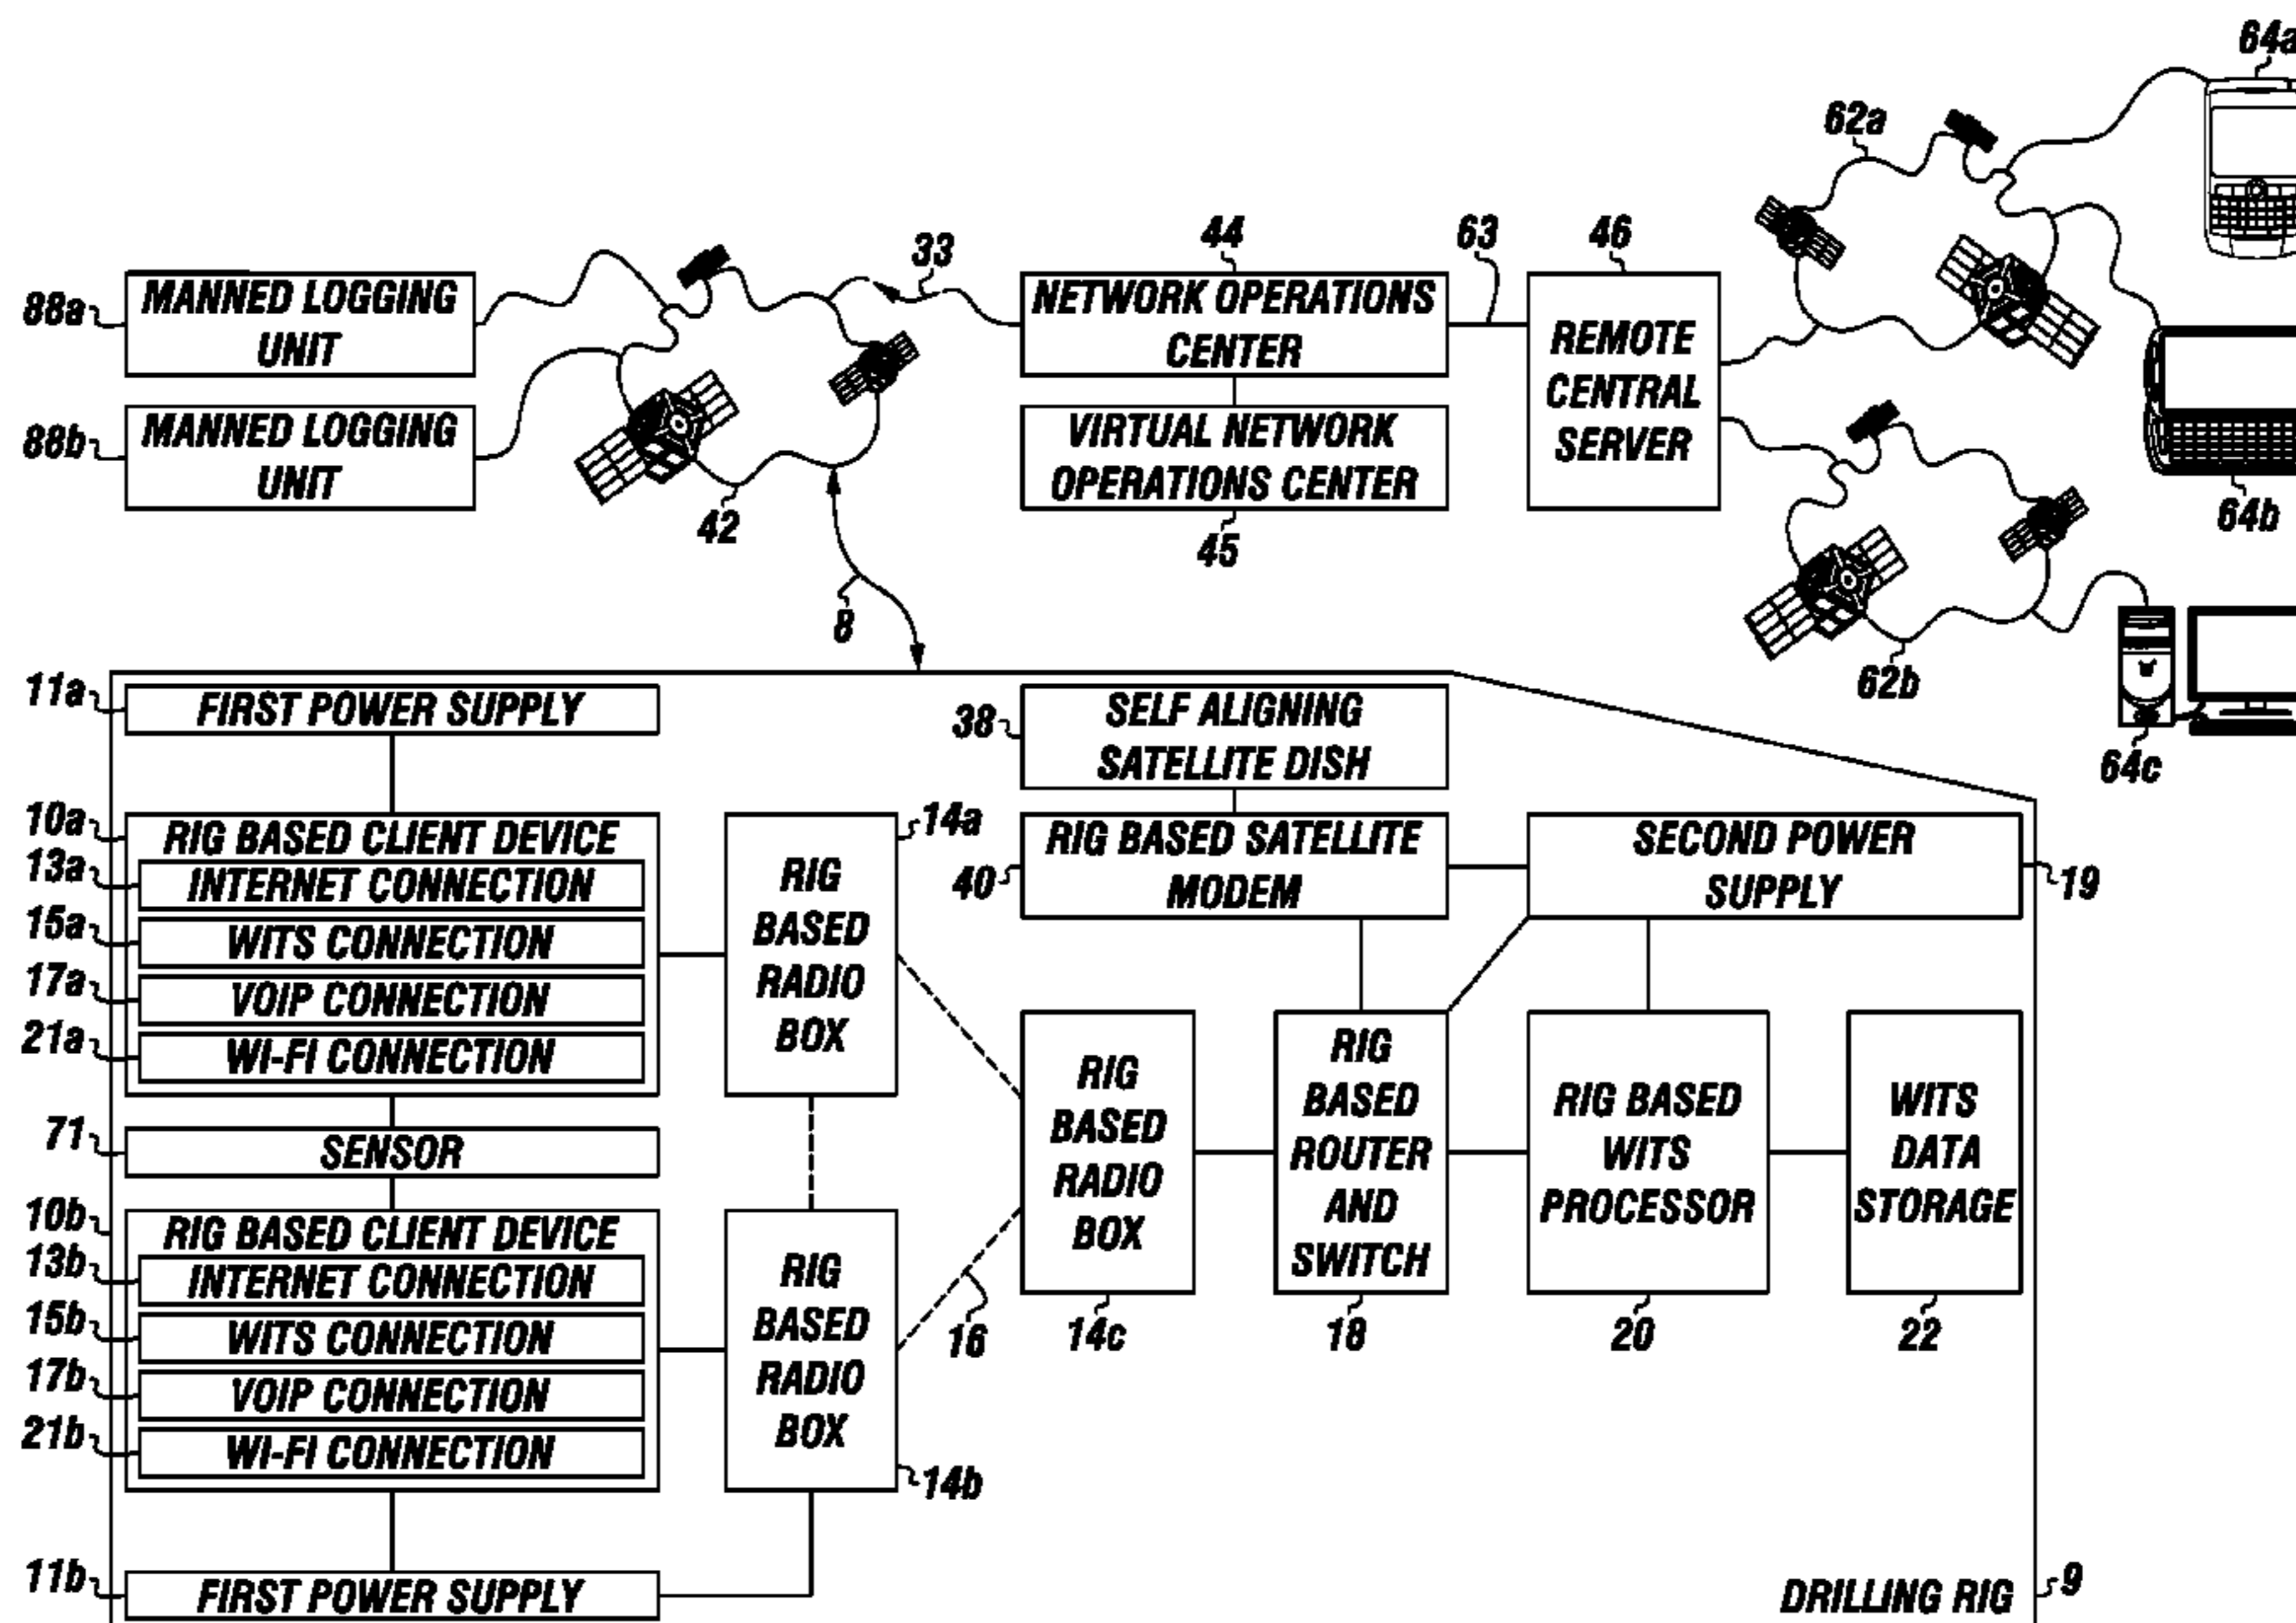 64a
62a
33
44
63
46
88a
MANNED LOGGING
UNIT
NETWORK OPERATIONS
CENTER
REMOTE
CENTRAL
SERVER
88b
MANNED LOGGING
UNIT
VIRTUAL NETWORK
OPERATIONS CENTER
42
45
8
64b
62b
64c
11a
FIRST POWER SUPPLY
38
SELF ALIGNING
SATELLITE DISH
10a
RIG BASED CLIENT DEVICE
13a
INTERNET CONNECTION
15a
WITS CONNECTION
17a
VOIP CONNECTION
21a
WI-FI CONNECTION
14a
RIG
BASED
RADIO
BOX
40
RIG BASED SATELLITE
MODEM
SECOND POWER
SUPPLY
19
71
SENSOR
RIG
BASED
RADIO
BOX
14c
RIG
BASED
ROUTER
AND
SWITCH
18
RIG BASED
WITS
PROCESSOR
20
WITS
DATA
STORAGE
22
10b
RIG BASED CLIENT DEVICE
13b
INTERNET CONNECTION
15b
WITS CONNECTION
17b
VOIP CONNECTION
21b
WI-FI CONNECTION
RIG
BASED
RADIO
BOX
14b
16
11b
FIRST POWER SUPPLY
DRILLING RIG
9